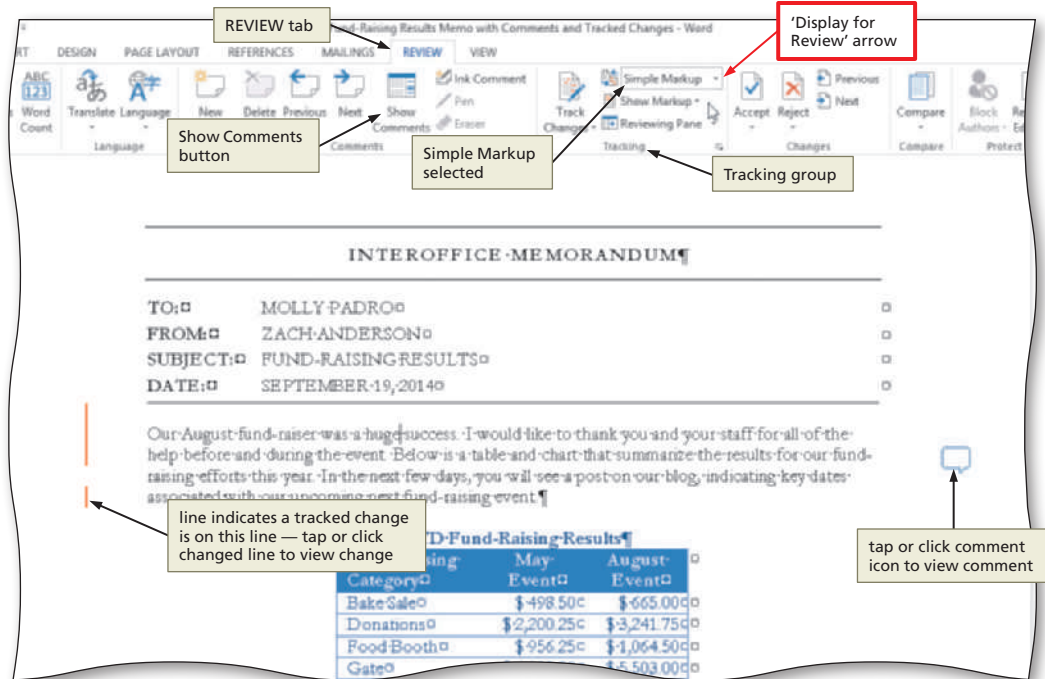 REVIEW tab
Fund-Raising Results Memo with Comments and Tracked Changes - Word
'Display for
Review' arrow
DESIGN PAGE LAYOUT REFERENCES MAILINGS REVIEW VIEW
ABC
123
Word
Count
Translate Language
New Delete Previous Next Show
Comments
Ink Comment
Pen
Eraser
Track
Changes
Simple Markup
Show Markup
Reviewing Pane
Accept Reject
Previous
Next
Compare
Block
Authors
Language Comments Tracking Changes Compare Protect
Show Comments
button
Simple Markup
selected
Tracking group
INTEROFFICE·MEMORANDUM¶
TO:¤ MOLLY·PADRO¤
FROM:¤ ZACH·ANDERSON¤
SUBJECT:¤ FUND-RAISING·RESULTS¤
DATE:¤ SEPTEMBER·19,·2014¤
Our·August·fund-raiser·was·a·huge·success.·I·would·like·to·thank·you·and·your·staff·for·all·of·the·
help·before·and·during·the·event.·Below·is·a·table·and·chart·that·summarize·the·results·for·our·fund-
raising·efforts·this·year.·In·the·next·few·days,·you·will·see·a·post·on·our·blog,·indicating·key·dates·
associated·with·our·upcoming·next·fund-raising·event.¶
line indicates a tracked change
is on this line — tap or click
changed line to view change
tap or click comment
icon to view comment
Fund-Raising·Results¶
Category¤ May·Event¤ August·Event¤
Bake·Sale¤ $·498.50¤ $·665.00¤
Donations¤ $·2,200.25¤ $·3,241.75¤
Food·Booth¤ $·956.25¤ $·1,064.50¤
Gate¤ $·5,503.00¤